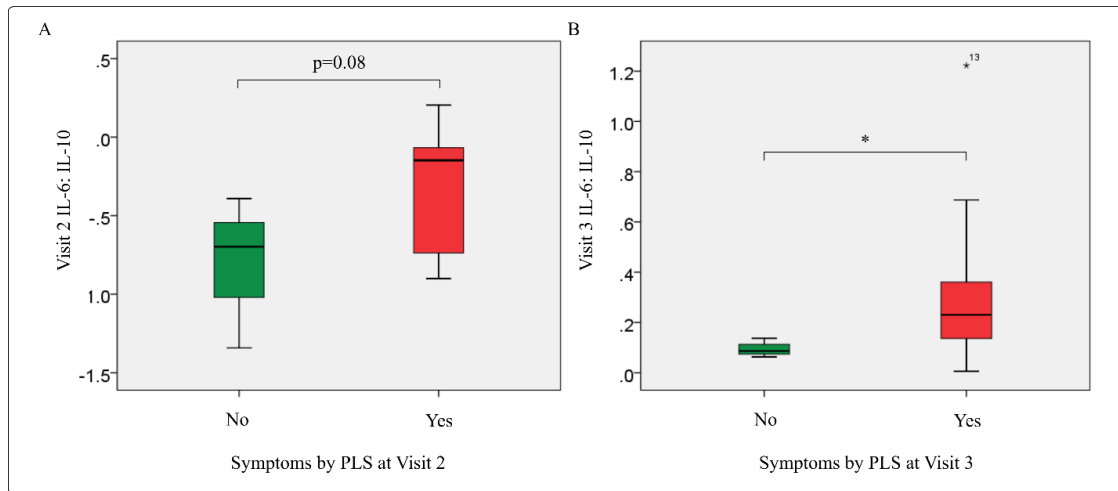 A
p=0.08
.5
.0
-.5
1.0
-1.5
Visit 2 IL-6: IL-10
No
Yes
Symptoms by PLS at Visit 2
B
13
*
1.2
1.0
.8
.6
.4
.2
.0
Visit 3 IL-6: IL-10
No
Yes
Symptoms by PLS at Visit 3